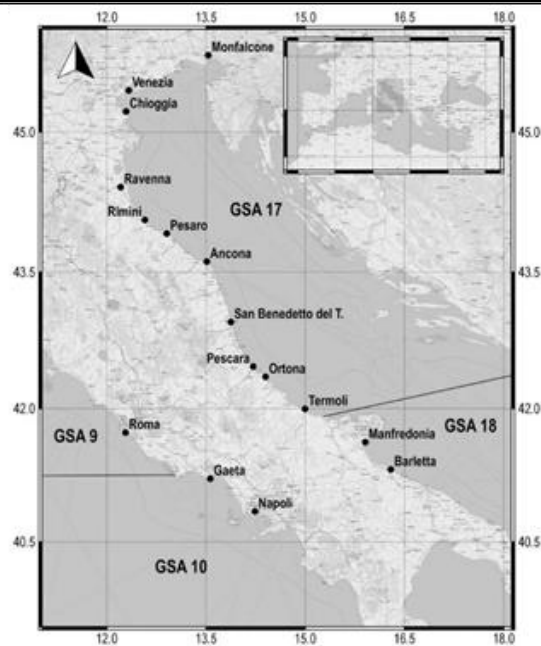 12.0 13.5 15.0 16.5 18.0
Monfalcone
Venezia
Chioggia
45.0 45.0
Ravenna
Rimini
GSA 17
Pesaro
Ancona
43.5 43.5
San Benedetto del T.
Pescara
Ortona
Termoli
42.0 42.0
GSA 9
Roma
Manfredonia
GSA 18
Barletta
Gaeta
Napoli
40.5 40.5
GSA 10
12.0 13.5 15.0 16.5 18.0